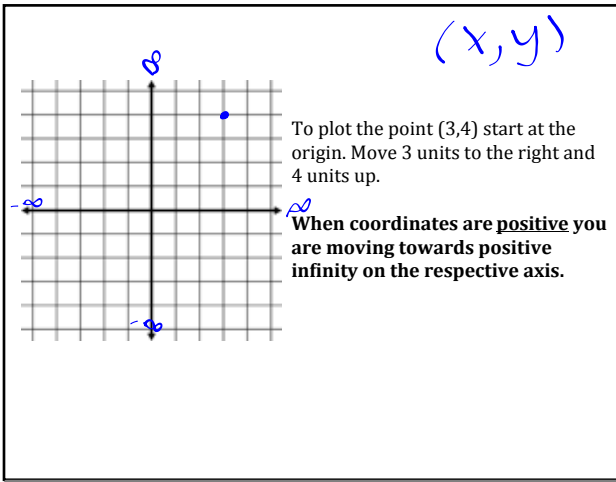 (x,y)
∞
To plot the point (3,4) start at the
origin. Move 3 units to the right and
4 units up.
-∞
∞
When coordinates are positive you
are moving towards positive
infinity on the respective axis.
-∞